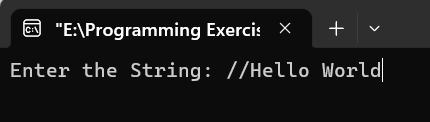 "E:\Programming Exercis
Enter the String: //Hello World